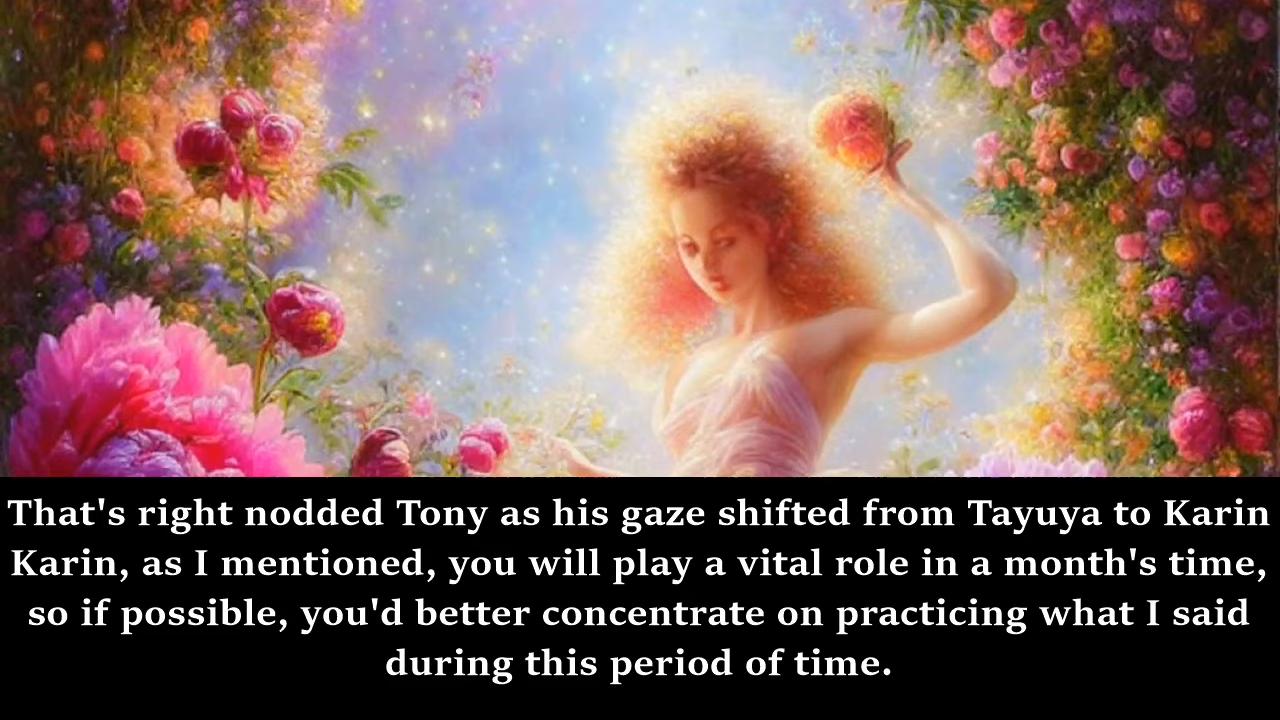 That's right nodded Tony as his gaze shifted from Tayuya to Karin
Karin, as I mentioned, you will play a vital role in a month's time,
so if possible, you'd better concentrate on practicing what I said
during this period of time.